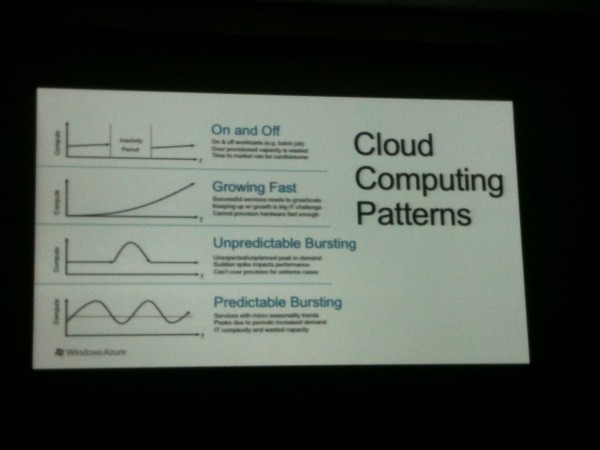 Cloud
Computing
Patterns
On and Off
On & off workloads (e.g. batch job)
Over provisioned capacity is wasted
Time to market can be cumbersome
Compute
Inactivity
Period
T
Growing Fast
Successful services needs to grow/scale
Keeping up w/ growth is big IT challenge
Cannot provision hardware fast enough
Compute
T
Unpredictable Bursting
Unexpected/unplanned peak in demand
Sudden spike impacts performance
Can't over provision for extreme cases
Compute
T
Predictable Bursting
Services with micro seasonality trends
Peaks due to periodic increased demand
IT complexity and wasted capacity
Compute
T
Windows Azure